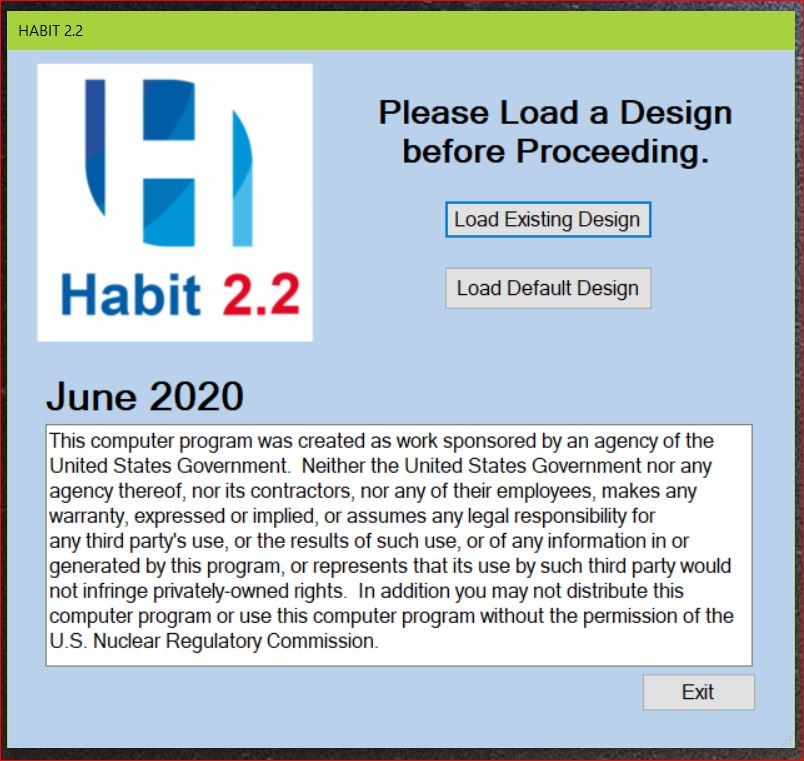 HABIT 2.2
Habit 2.2
Please Load a Design
before Proceeding.
Load Existing Design
Load Default Design
June 2020
This computer program was created as work sponsored by an agency of the
United States Government.  Neither the United States Government nor any
agency thereof, nor its contractors, nor any of their employees, makes any
warranty, expressed or implied, or assumes any legal responsibility for
any third party's use, or the results of such use, or of any information in or
generated by this program, or represents that its use by such third party would
not infringe privately-owned rights.  In addition you may not distribute this
computer program or use this computer program without the permission of the
U.S. Nuclear Regulatory Commission.
Exit